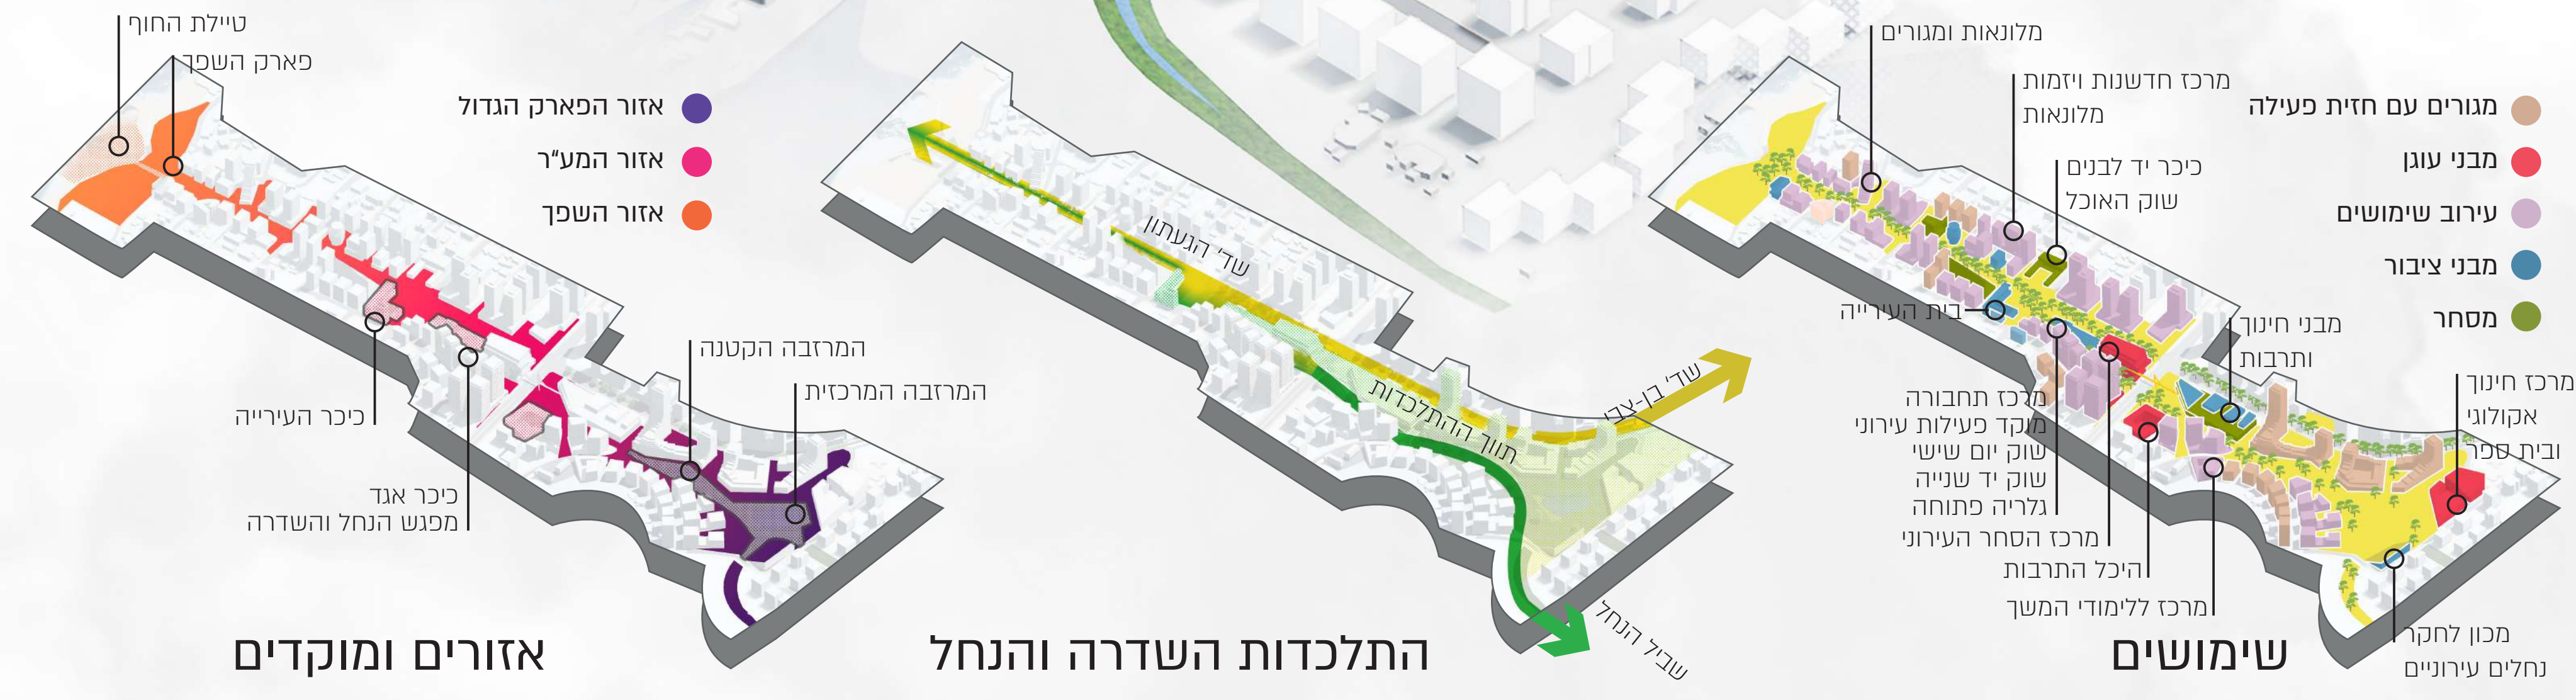 מלונאות ומגורים
מרכז חדשנות ויזמות
מלונאות
כיכר יד לבנים
שוק האוכל
מגורים עם חזית פעילה
מבני עוגן
עירוב שימושים
מבני ציבור
מסחר
בית העירייה
מבני חינוך
ותרבות
מרכז חינוך
אקולוגי
ובית ספר
מרכז תחבורה
מוקד פעילות עירוני
שוק יום שישי
שוק יד שנייה
גלריה פתוחה
מרכז הסחר העירוני
היכל התרבות
מרכז ללימודי המשך
מכון לחקר
נחלים עירוניים
שימושים
שד' הגעתון
תוך ההתלכדות
שד' בן-צבי
שביל הנחל
התלכדות השדרה והנחל
טיילת החוף
פארק השפך
אזור הפארק הגדול
אזור המע"ר
אזור השפך
המרזבה הקטנה
המרזבה המרכזית
כיכר העירייה
כיכר אגד
מפגש הנחל והשדרה
אזורים ומוקדים